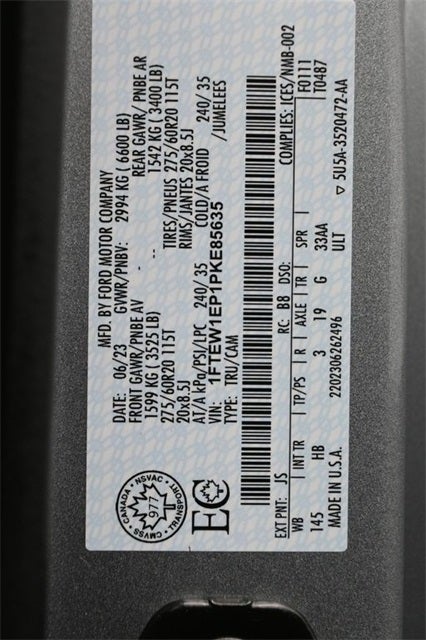 MFD. BY FORD MOTOR COMPANY
DATE: 06/23 GVWR/PNBV: 2994 KG ( 6600 LB)
FRONT GAWR/ PNBE AV - REAR GAWR/ PNBE AR
1599 KG ( 3525 LB) -- 1542 KG ( 3400 LB)
275/60R20 115T TIRES/PNEUS 275/60R20 115T
20x8.5J RIMS/JANTES 20x8.5J
AT/A kPa/PSI/LPC 240/ 35 COLD/A FROID 240/ 35
VIN: 1FTEW1EP1PKE85635 /JUMELEES
TYPE: TRU/CAM
CANADA • NSVAC • TRANSPORT • CMVSS •
977
EC
EXT PNT: JS RC: B8 DSO: COMPLIES: ICES/NMB-002
WB | INT TR | TP/PS | R | AXLE | TR | SPR | F0111
145 HB 3 19 G 33AA T0487
MADE IN U.S.A. 2202306262496 ULT ▽ 5U5A-3520472-AA